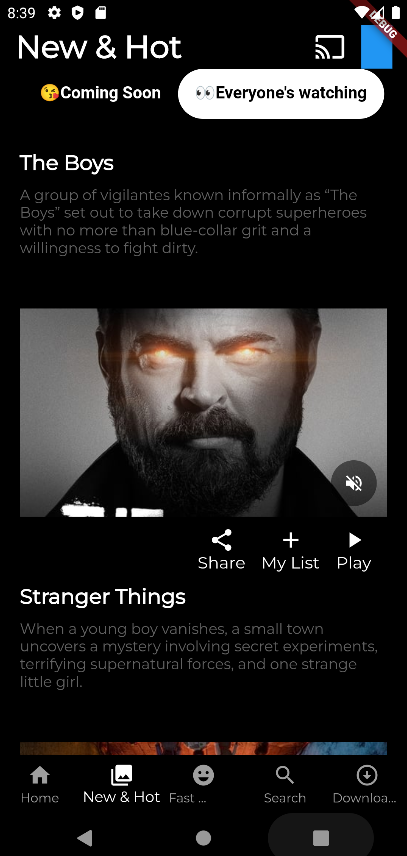 8:39
DEBUG
New & Hot
😘Coming Soon
👀Everyone's watching
The Boys
A group of vigilantes known informally as “The
Boys” set out to take down corrupt superheroes
with no more than blue-collar grit and a
willingness to fight dirty.
Share
My List
Play
Stranger Things
When a young boy vanishes, a small town
uncovers a mystery involving secret experiments,
terrifying supernatural forces, and one strange
little girl.
Home
New & Hot
Fast ...
Search
Downloa...